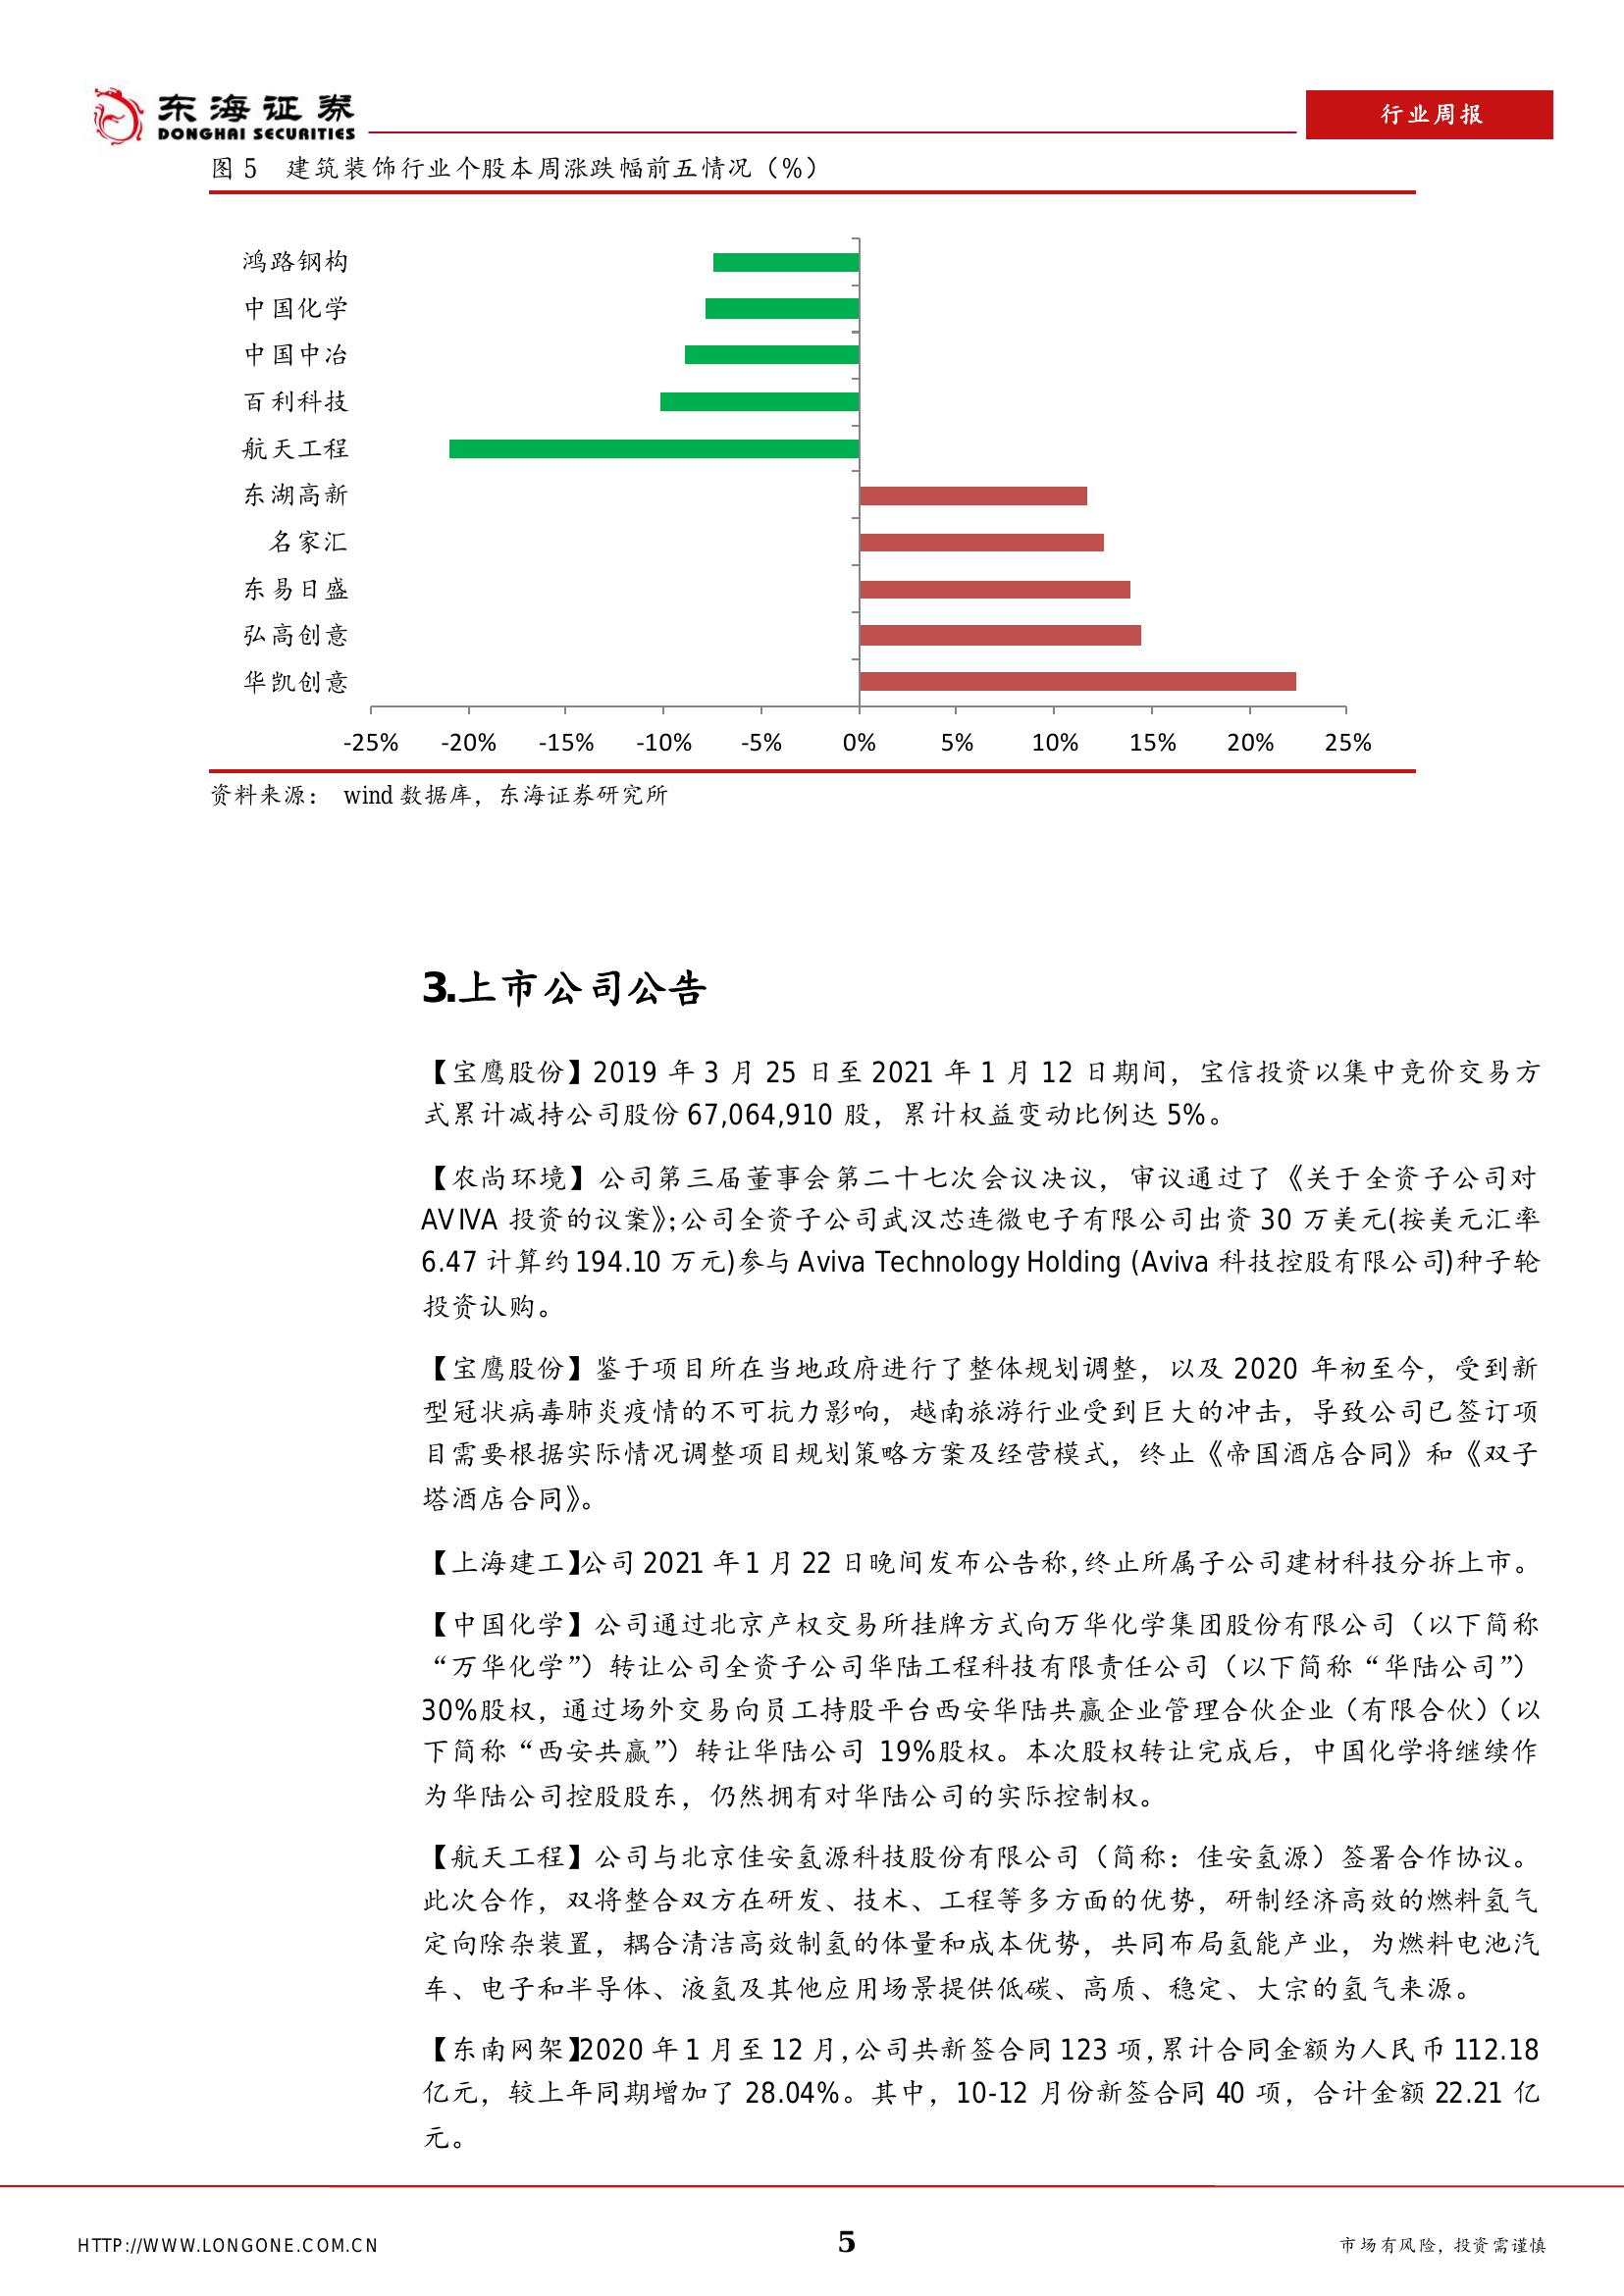 东海证券
DONGHAI SECURITIES
行业周报
图 5 建筑装饰行业个股本周涨跌幅前五情况（%）
鸿路钢构
中国化学
中国中冶
百利科技
航天工程
东湖高新
名家汇
东易日盛
弘高创意
华凯创意
-25% -20% -15% -10% -5% 0% 5% 10% 15% 20% 25%
资料来源： wind 数据库，东海证券研究所
3.上市公司公告
【宝鹰股份】2019 年 3 月 25 日至 2021 年 1 月 12 日期间，宝信投资以集中竞价交易方
式累计减持公司股份 67,064,910 股，累计权益变动比例达 5%。
【农尚环境】公司第三届董事会第二十七次会议决议，审议通过了《关于全资子公司对
AVIVA 投资的议案》;公司全资子公司武汉芯连微电子有限公司出资 30 万美元(按美元汇率
6.47 计算约 194.10 万元)参与 Aviva Technology Holding (Aviva 科技控股有限公司)种子轮
投资认购。
【宝鹰股份】鉴于项目所在当地政府进行了整体规划调整，以及 2020 年初至今，受到新
型冠状病毒肺炎疫情的不可抗力影响，越南旅游行业受到巨大的冲击，导致公司已签订项
目需要根据实际情况调整项目规划策略方案及经营模式，终止《帝国酒店合同》和《双子
塔酒店合同》。
【上海建工】公司 2021 年 1 月 22 日晚间发布公告称,终止所属子公司建材科技分拆上市。
【中国化学】公司通过北京产权交易所挂牌方式向万华化学集团股份有限公司（以下简称
“万华化学”）转让公司全资子公司华陆工程科技有限责任公司（以下简称“华陆公司”）
30%股权，通过场外交易向员工持股平台西安华陆共赢企业管理合伙企业（有限合伙）（以
下简称“西安共赢”）转让华陆公司 19%股权。本次股权转让完成后，中国化学将继续作
为华陆公司控股股东，仍然拥有对华陆公司的实际控制权。
【航天工程】公司与北京佳安氢源科技股份有限公司（简称：佳安氢源）签署合作协议。
此次合作，双将整合双方在研发、技术、工程等多方面的优势，研制经济高效的燃料氢气
定向除杂装置，耦合清洁高效制氢的体量和成本优势，共同布局氢能产业，为燃料电池汽
车、电子和半导体、液氢及其他应用场景提供低碳、高质、稳定、大宗的氢气来源。
【东南网架】2020 年 1 月至 12 月,公司共新签合同 123 项,累计合同金额为人民币 112.18
亿元，较上年同期增加了 28.04%。其中，10-12 月份新签合同 40 项，合计金额 22.21 亿
元。
HTTP://WWW.LONGONE.COM.CN
5
市场有风险，投资需谨慎